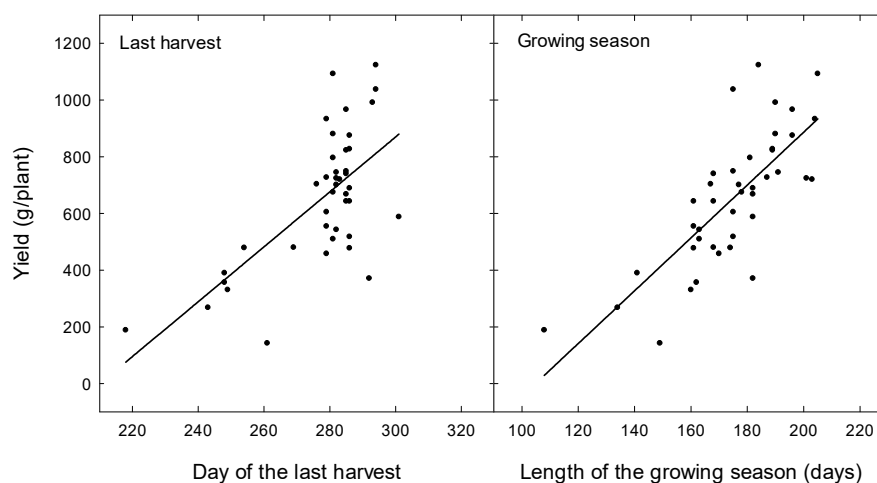 Last harvest
Growing season
1200
1000
800
600
400
200
0
Yield (g/plant)
220 240 260 280 300 320
100 120 140 160 180 200 220
Day of the last harvest
Length of the growing season (days)